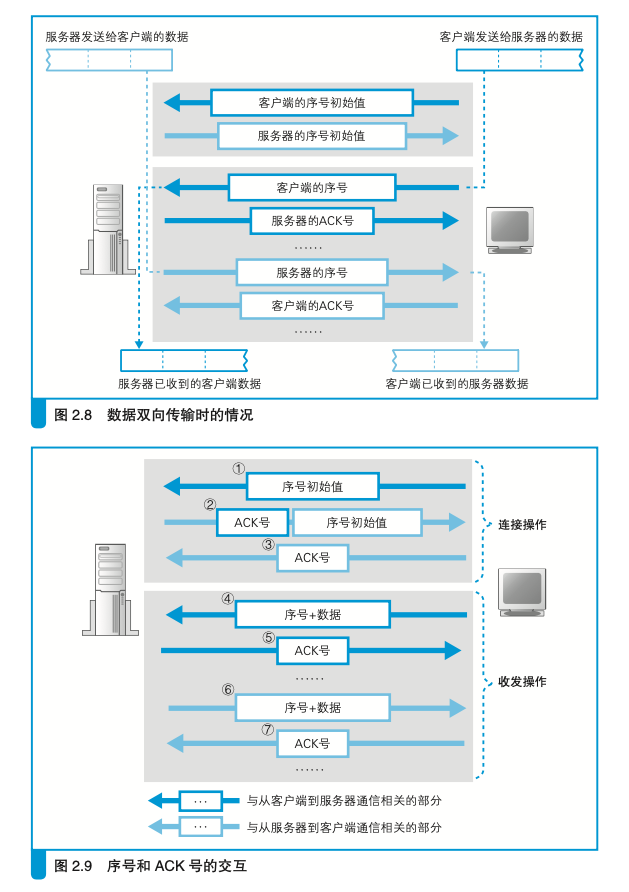 服务器发送给客户端的数据
客户端发送给服务器的数据
客户端的序号初始值
服务器的序号初始值
客户端的序号
服务器的ACK号
……
服务器的序号
客户端的ACK号
……
服务器已收到的客户端数据
客户端已收到的服务器数据
图 2.8 数据双向传输时的情况
① 序号初始值
② ACK号 序号初始值
连接操作
③ ACK号
④ 序号+数据
⑤ ACK号
……
收发操作
⑥ 序号+数据
⑦ ACK号
……
… 与从客户端到服务器通信相关的部分
… 与从服务器到客户端通信相关的部分
图 2.9 序号和 ACK 号的交互